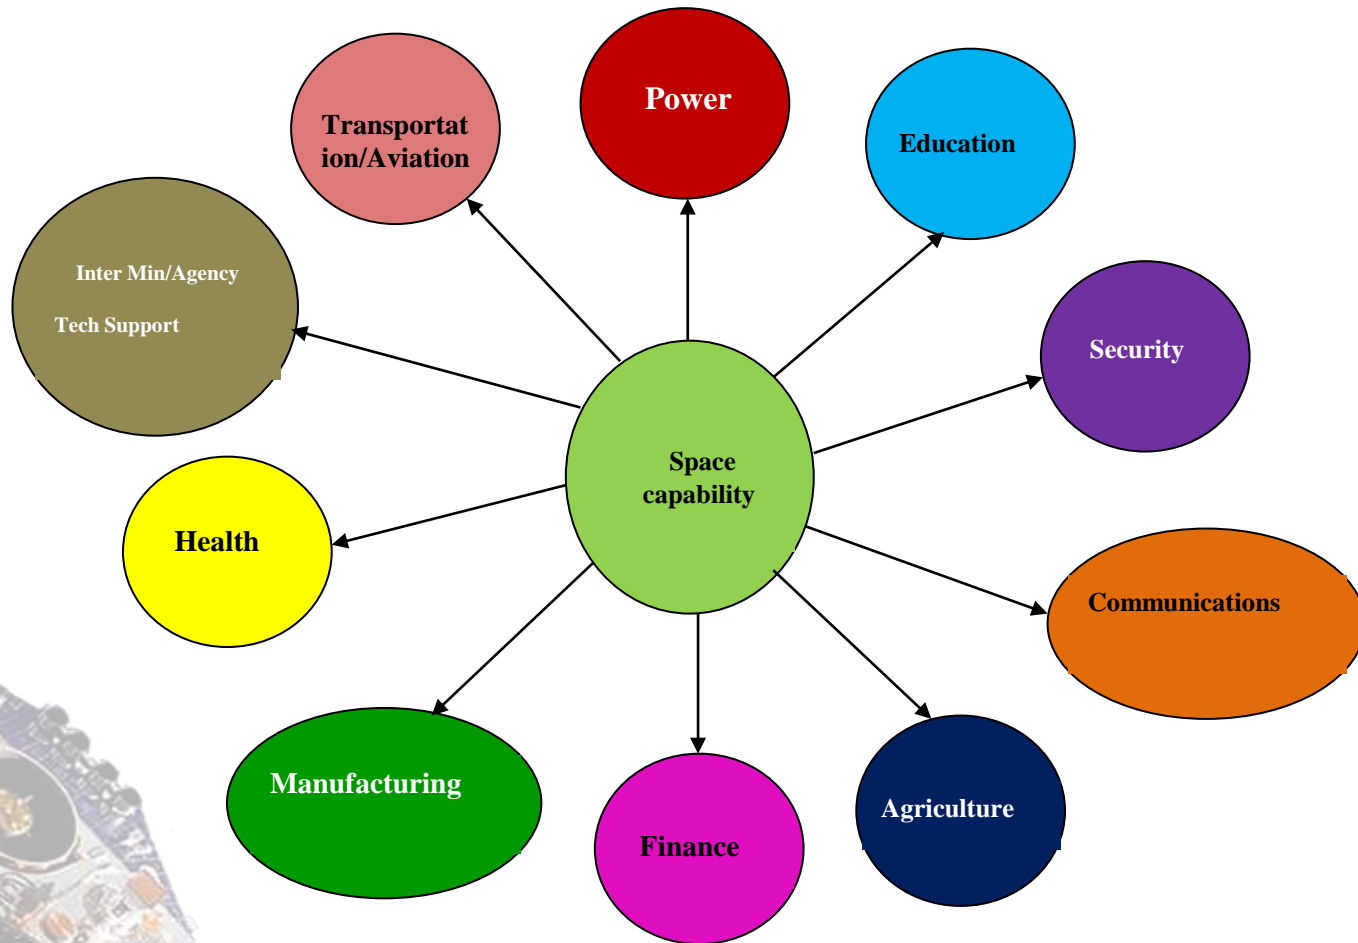 Power
Transportat
ion/Aviation
Education
Inter Min/Agency
Tech Support
Security
Space
capability
Health
Communications
Manufacturing
Agriculture
Finance